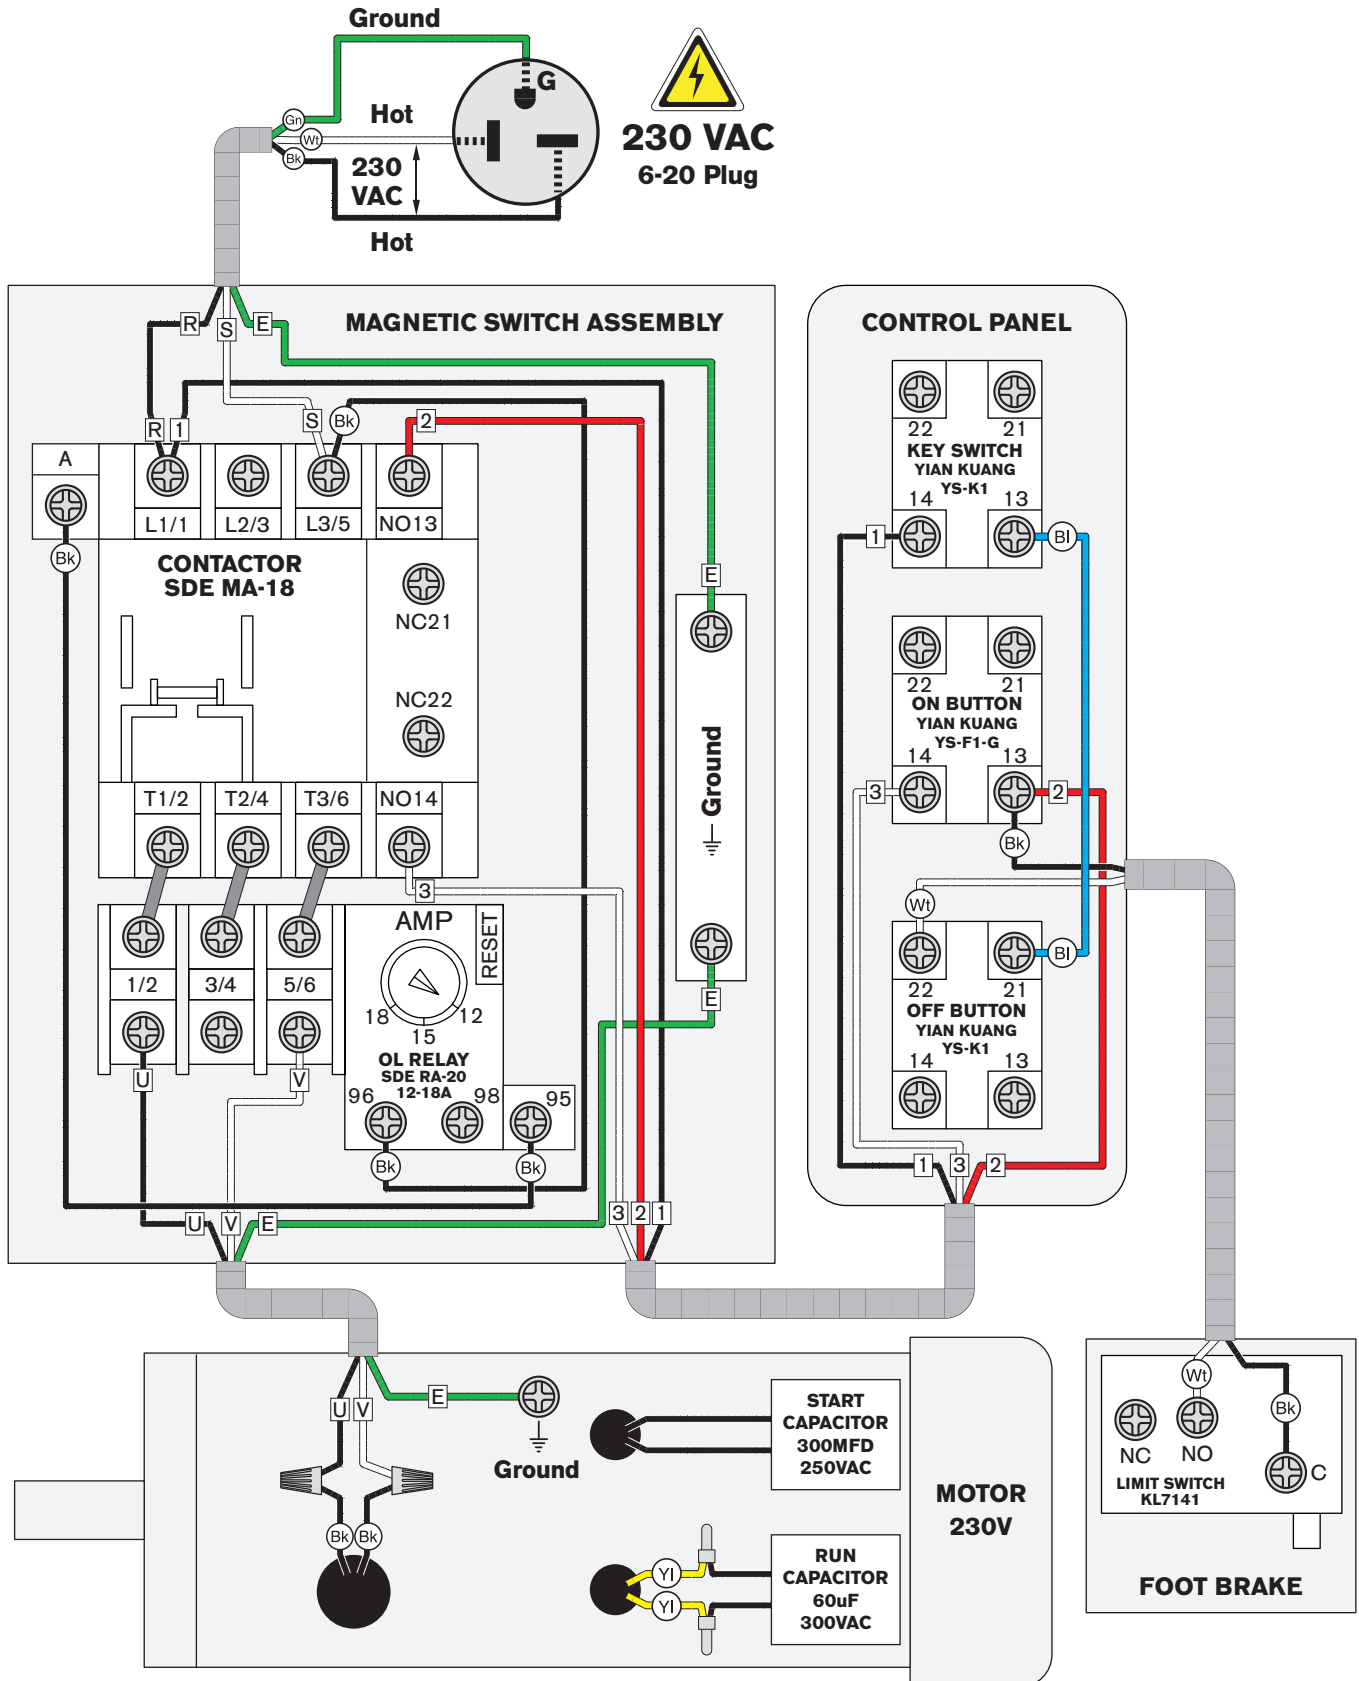 Ground
G
Gn
Hot
Wt
Bk
230
VAC
Hot
230 VAC
6-20 Plug
MAGNETIC SWITCH ASSEMBLY
R
S
E
S
Bk
2
R
1
A
L1/1
L2/3
L3/5
NO13
Bk
CONTACTOR
SDE MA-18
NC21
NC22
E
Ground
T1/2
T2/4
T3/6
NO14
3
AMP
RESET
1/2
3/4
5/6
18
12
15
E
OL RELAY
SDE RA-20
12-18A
U
V
96
98
95
Bk
Bk
U
V
E
3
2
1
CONTROL PANEL
22
21
KEY SWITCH
YIAN KUANG
YS-K1
14
13
1
Bl
22
21
ON BUTTON
YIAN KUANG
YS-F1-G
14
13
3
2
Bk
Wt
Bl
22
21
OFF BUTTON
YIAN KUANG
YS-K1
14
13
1
3
2
U
V
E
Ground
Bk
Bk
START
CAPACITOR
300MFD
250VAC
Yl
Yl
RUN
CAPACITOR
60uF
300VAC
MOTOR
230V
Wt
Bk
NC
NO
C
LIMIT SWITCH
KL7141
FOOT BRAKE